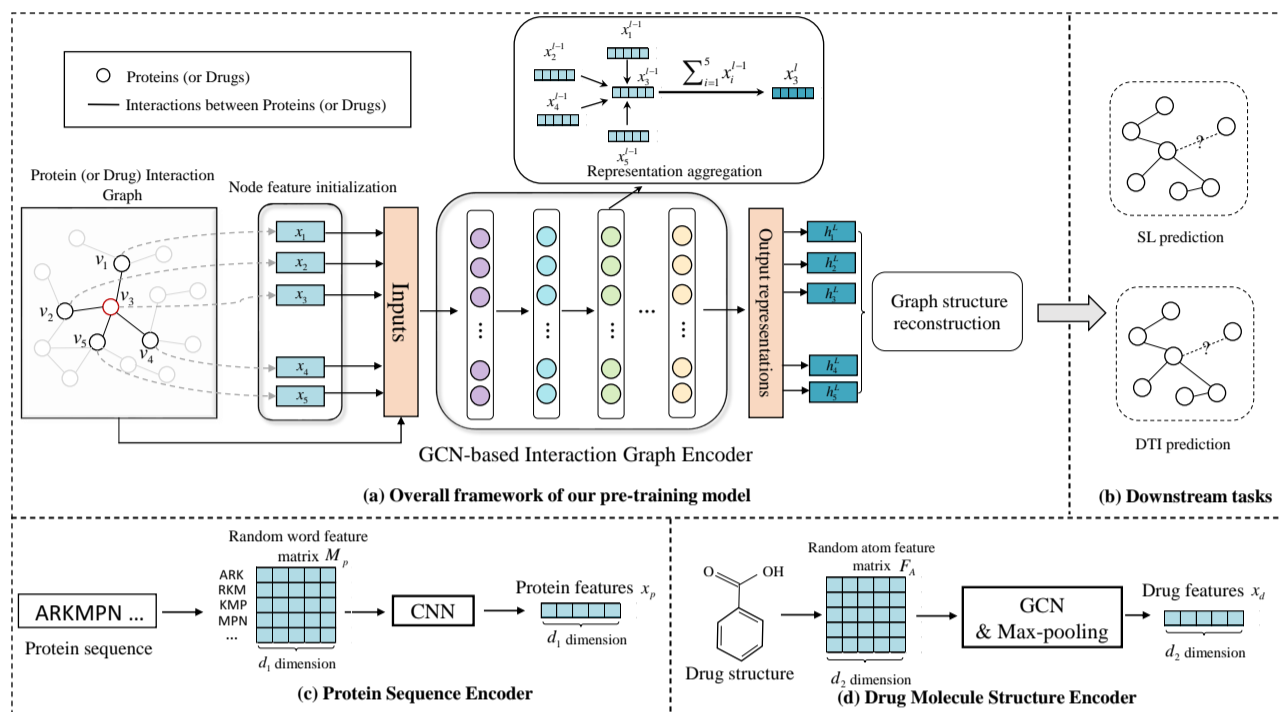 Proteins (or Drugs)
Interactions between Proteins (or Drugs)
x_1^{l-1}
x_2^{l-1}
x_3^{l-1}
x_4^{l-1}
x_5^{l-1}
\sum_{i=1}^{5} x_i^{l-1}
x_3^l
Representation aggregation
Protein (or Drug) Interaction
Graph
v_1
v_2
v_3
v_4
v_5
Node feature initialization
x_1
x_2
x_3
x_4
x_5
Inputs
...
GCN-based Interaction Graph Encoder
Output representations
h_1^L
h_2^L
h_3^L
h_4^L
h_5^L
Graph structure
reconstruction
(a) Overall framework of our pre-training model
?
SL prediction
?
DTI prediction
(b) Downstream tasks
ARKMPN ...
Protein sequence
Random word feature
matrix M_p
ARK
RKM
KMP
MPN
...
d_1 dimension
CNN
Protein features x_p
d_1 dimension
(c) Protein Sequence Encoder
O
OH
Drug structure
Random atom feature
matrix F_A
d_2 dimension
GCN
& Max-pooling
Drug features x_d
d_2 dimension
(d) Drug Molecule Structure Encoder